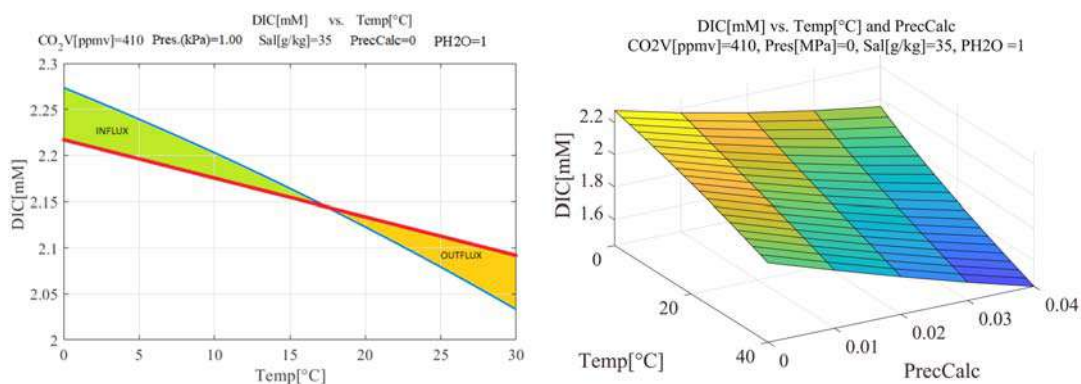 DIC[mM] vs. Temp[°C]
CO2V[ppmv]=410 Pres.(kPa)=1.00 Sal[g/kg]=35 PrecCalc=0 PH2O=1
2.3
2.25
2.2
2.15
2.1
2.05
2
DIC[mM]
INFLUX
OUTFLUX
0 5 10 15 20 25 30
Temp[°C]
DIC[mM] vs. Temp[°C] and PrecCalc
CO2V[ppmv]=410, Pres[MPa]=0, Sal[g/kg]=35, PH2O =1
2.2
2
1.8
1.6
DIC[mM]
0
20
40
Temp[°C]
0 0.01 0.02 0.03 0.04
PrecCalc